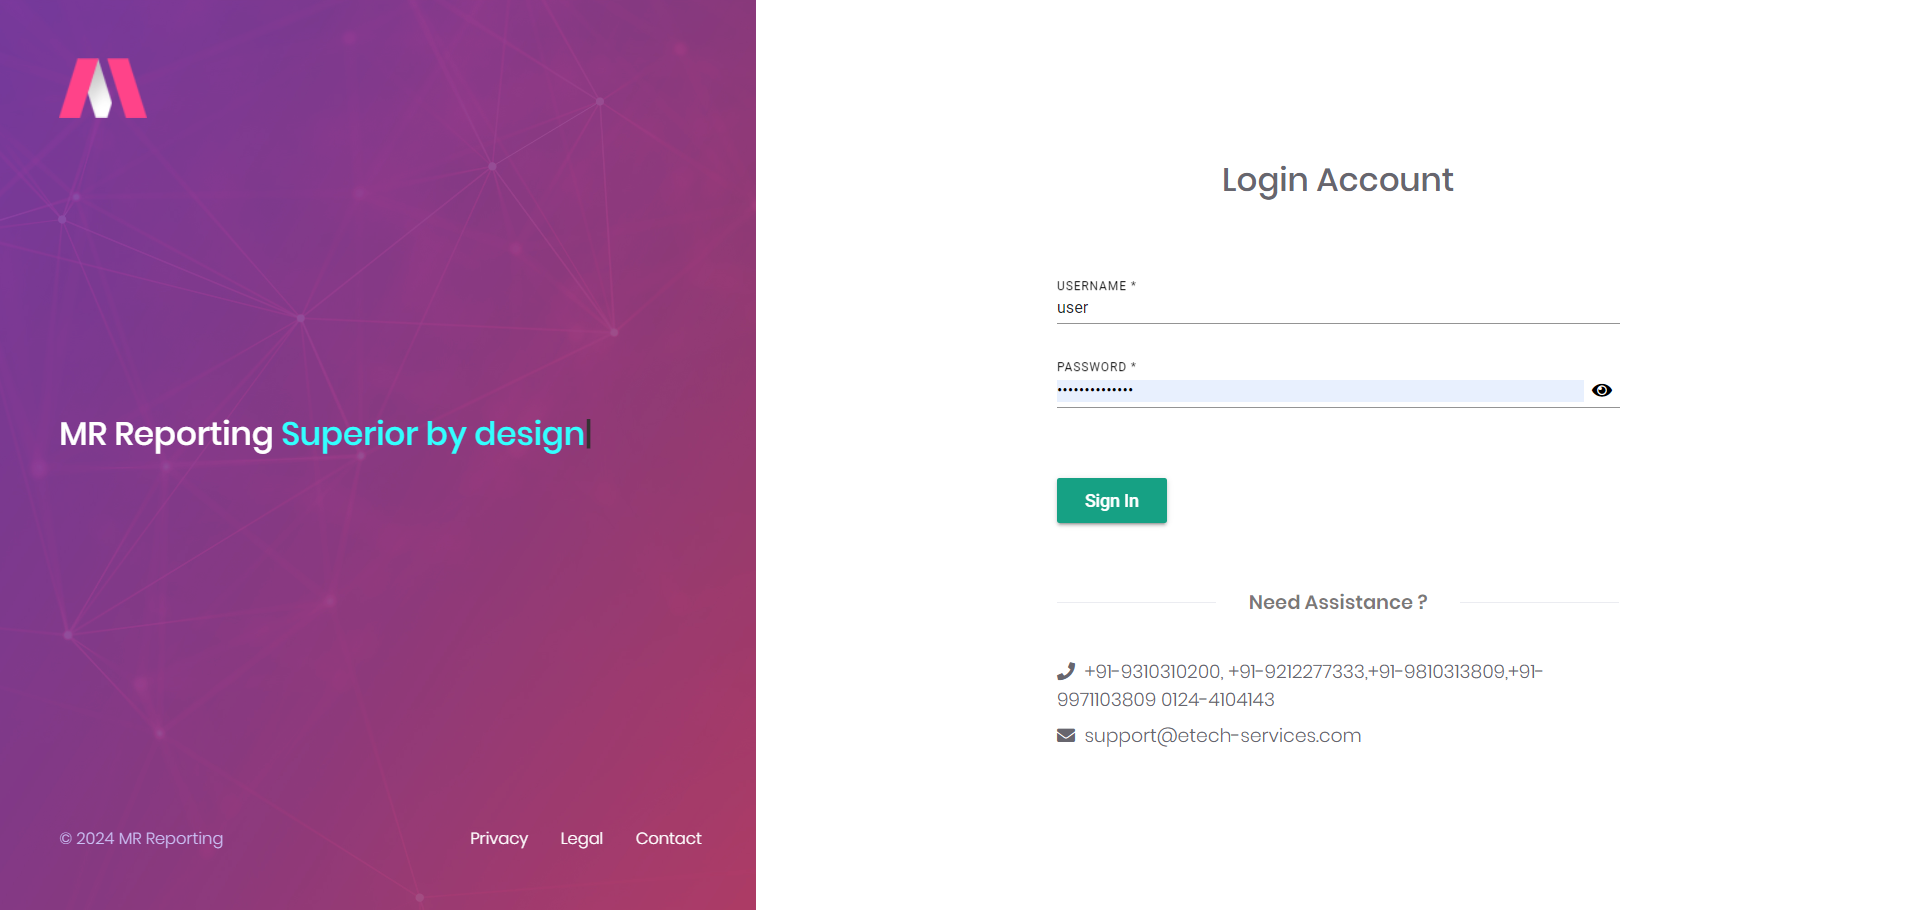 MR Reporting Superior by design
© 2024 MR Reporting
Privacy
Legal
Contact
Login Account
USERNAME *
user
PASSWORD *
••••••••••••••
Sign In
Need Assistance ?
+91-9310310200, +91-9212277333,+91-9810313809,+91-
9971103809 0124-4104143
support@etech-services.com